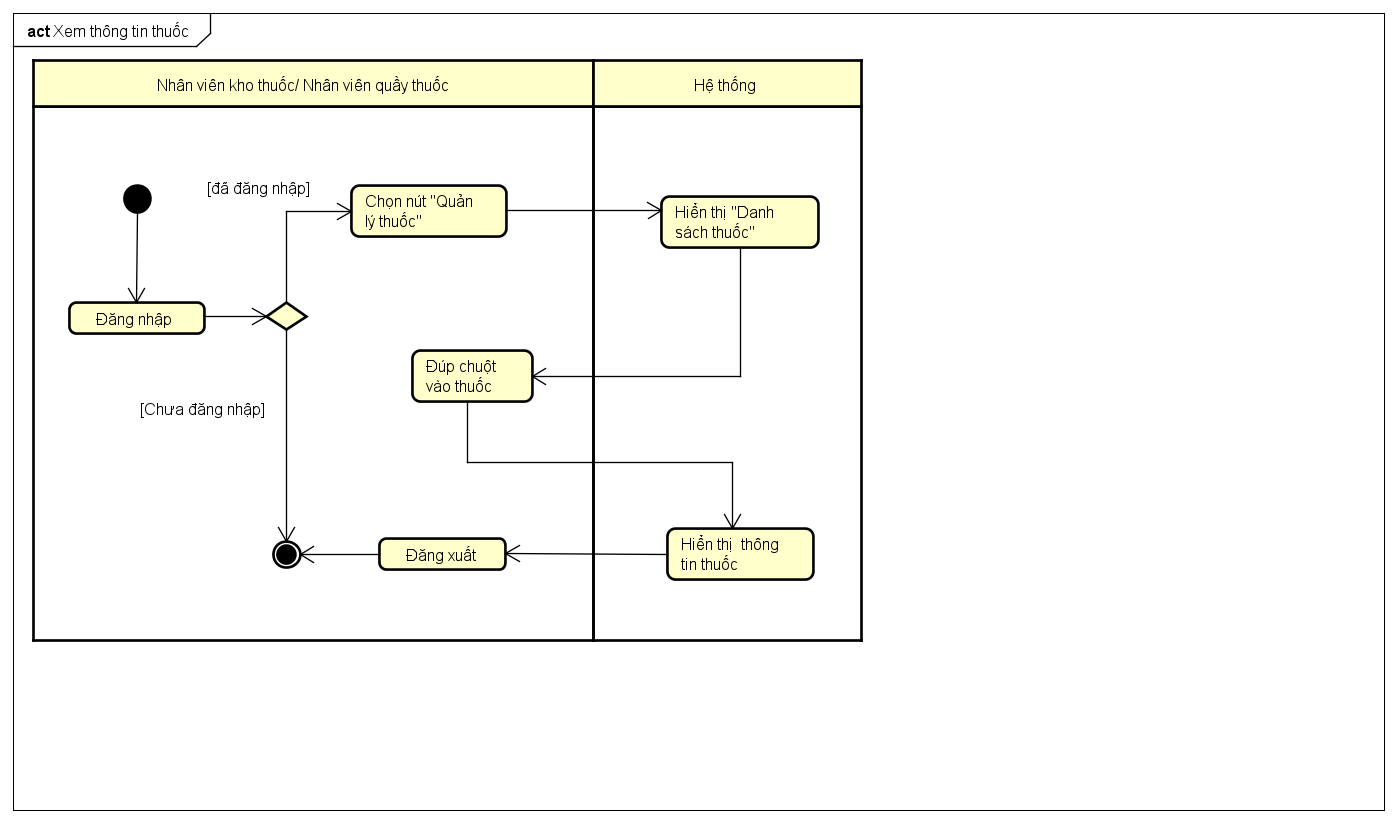 act Xem thông tin thuốc
Nhân viên kho thuốc/ Nhân viên quầy thuốc
Hệ thống
[đã đăng nhập]
Chọn nút "Quản
lý thuốc"
Hiển thị "Danh
sách thuốc"
Đăng nhập
Đúp chuột
vào thuốc
[Chưa đăng nhập]
Đăng xuất
Hiển thị  thông
tin thuốc